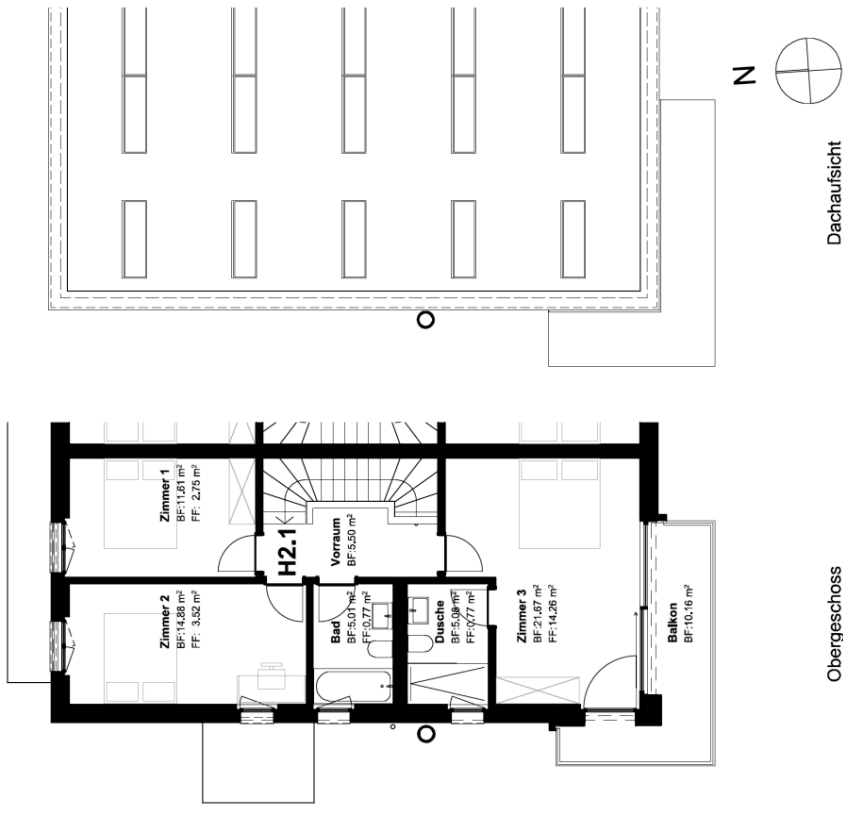 N
Dachaufsicht
Zimmer 1
BF:11.61 m²
FF: 2.75 m²
H2.1
Vorraum
BF:5.50 m²
Zimmer 2
BF:14.88 m²
FF: 3.52 m²
Bad
BF:5.01 m²
FF:0.77 m²
Dusche
BF:5.08 m²
FF:0.77 m²
Zimmer 3
BF:21.67 m²
FF:14.26 m²
Balkon
BF:10.16 m²
Obergeschoss